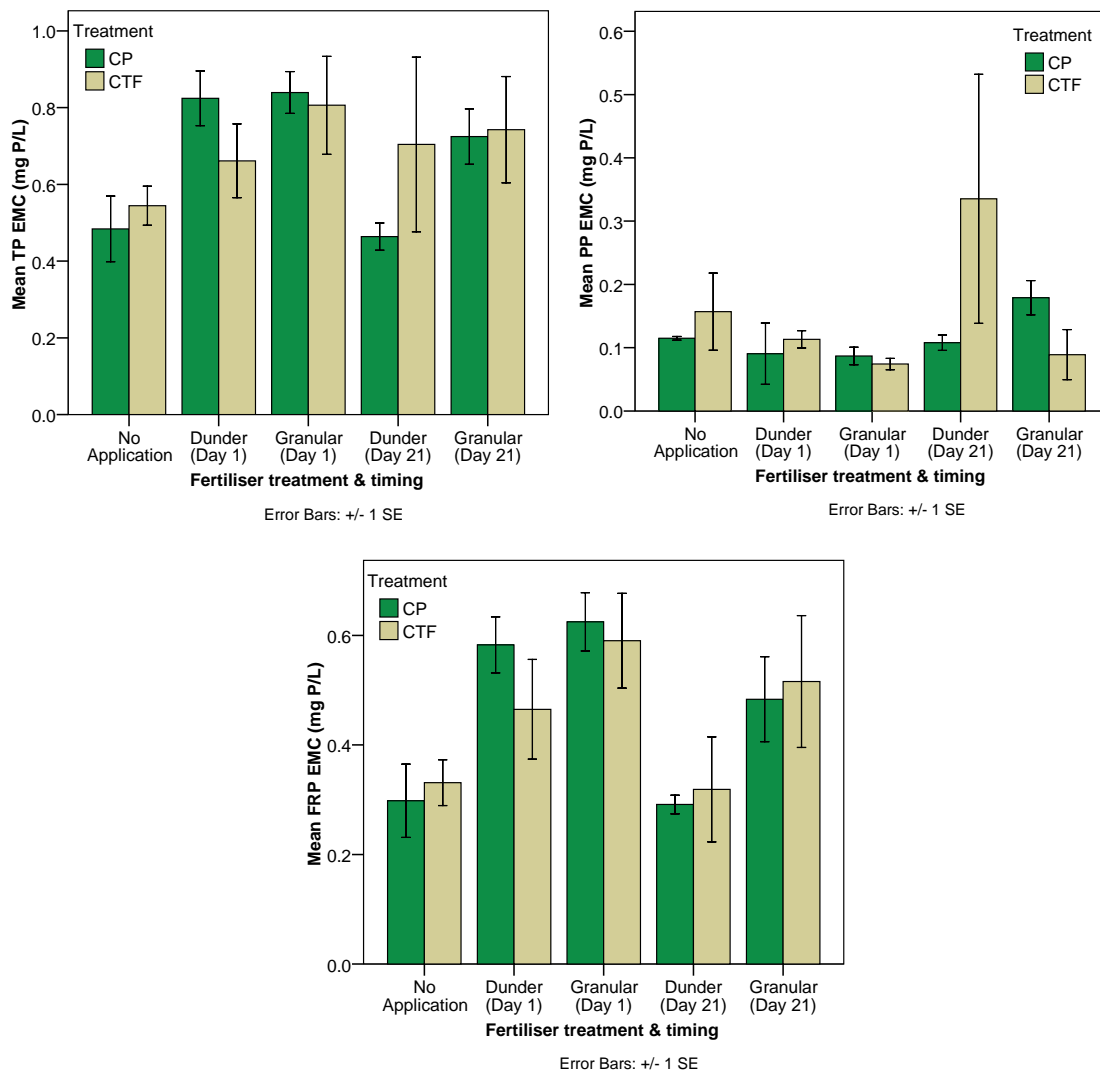 Treatment
CP
CTF
1.0
0.8
0.6
0.4
0.2
0.0
Mean TP EMC (mg P/L)
No Application
Dunder (Day 1)
Granular (Day 1)
Dunder (Day 21)
Granular (Day 21)
Fertiliser treatment & timing
Error Bars: +/- 1 SE
Treatment
CP
CTF
0.6
0.5
0.4
0.3
0.2
0.1
0.0
Mean PP EMC (mg P/L)
No Application
Dunder (Day 1)
Granular (Day 1)
Dunder (Day 21)
Granular (Day 21)
Fertiliser treatment & timing
Error Bars: +/- 1 SE
Treatment
CP
CTF
0.6
0.4
0.2
0.0
Mean FRP EMC (mg P/L)
No Application
Dunder (Day 1)
Granular (Day 1)
Dunder (Day 21)
Granular (Day 21)
Fertiliser treatment & timing
Error Bars: +/- 1 SE